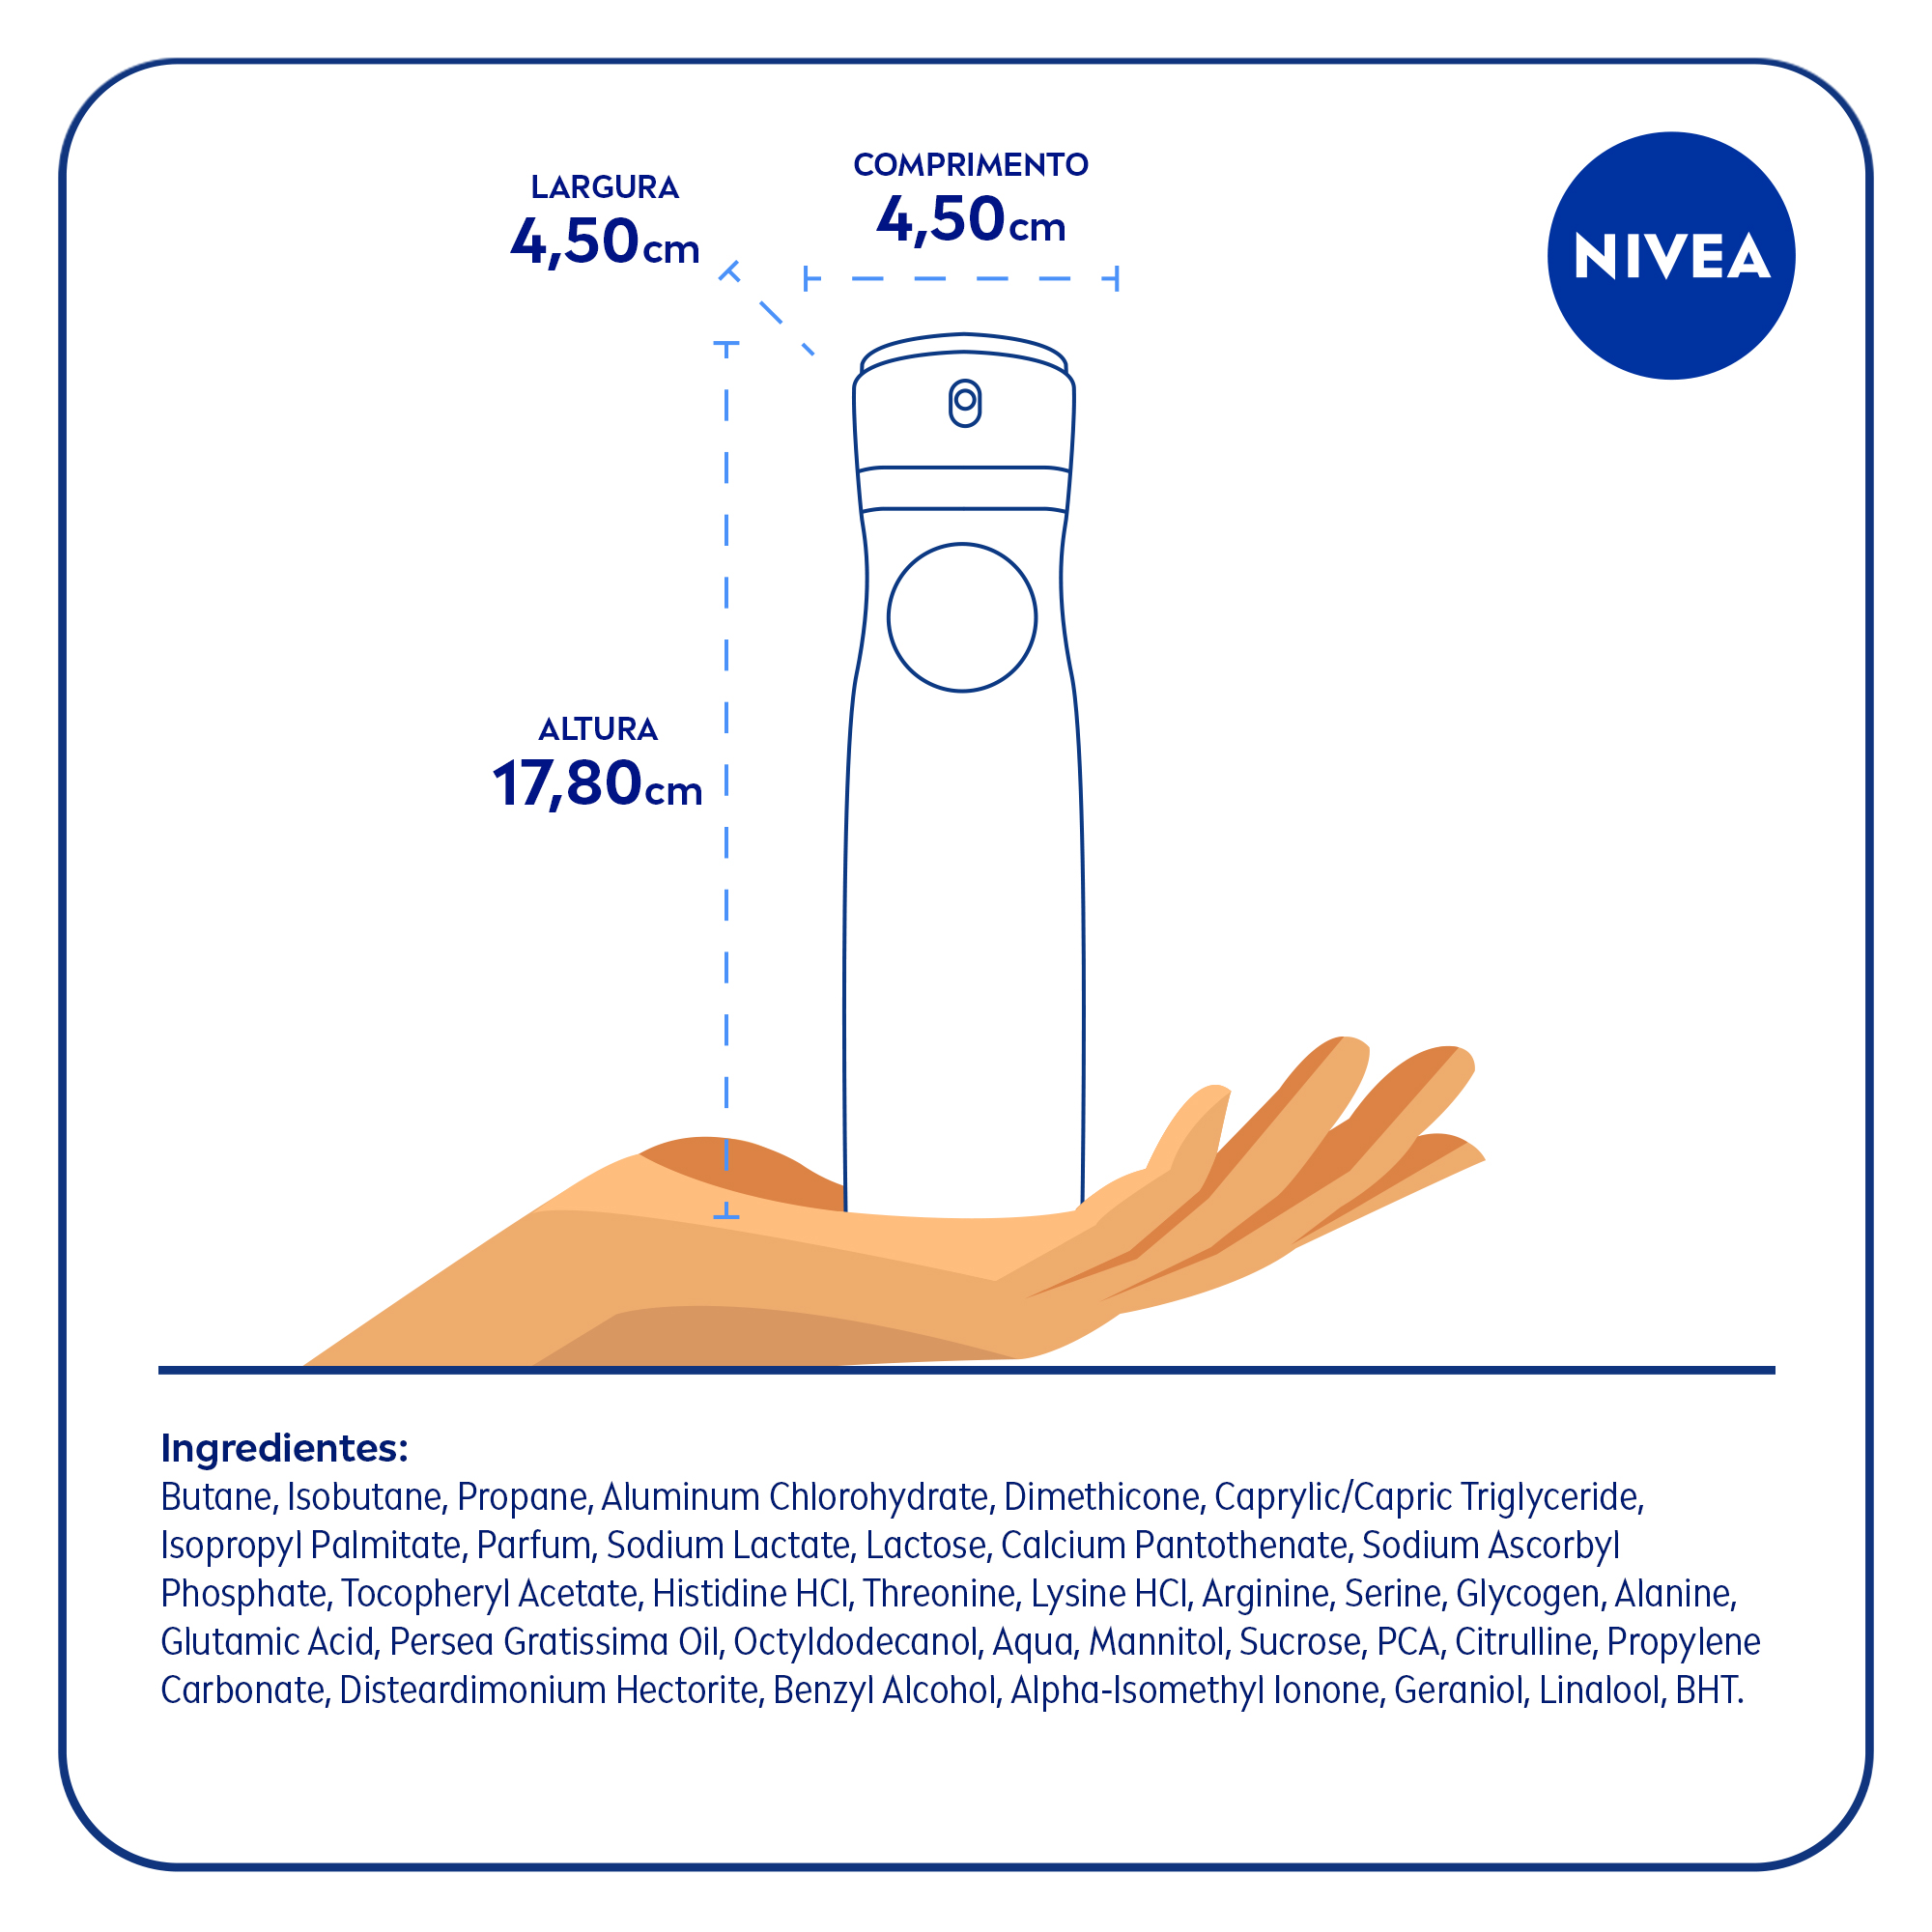 COMPRIMENTO
4,50cm
LARGURA
4,50cm
NIVEA
ALTURA
17,80cm
Ingredientes:
Butane, Isobutane, Propane, Aluminum Chlorohydrate, Dimethicone, Caprylic/Capric Triglyceride,
Isopropyl Palmitate, Parfum, Sodium Lactate, Lactose, Calcium Pantothenate, Sodium Ascorbyl
Phosphate, Tocopheryl Acetate, Histidine HCl, Threonine, Lysine HCl, Arginine, Serine, Glycogen, Alanine,
Glutamic Acid, Persea Gratissima Oil, Octyldodecanol, Aqua, Mannitol, Sucrose, PCA, Citrulline, Propylene
Carbonate, Disteardimonium Hectorite, Benzyl Alcohol, Alpha-Isomethyl Ionone, Geraniol, Linalool, BHT.